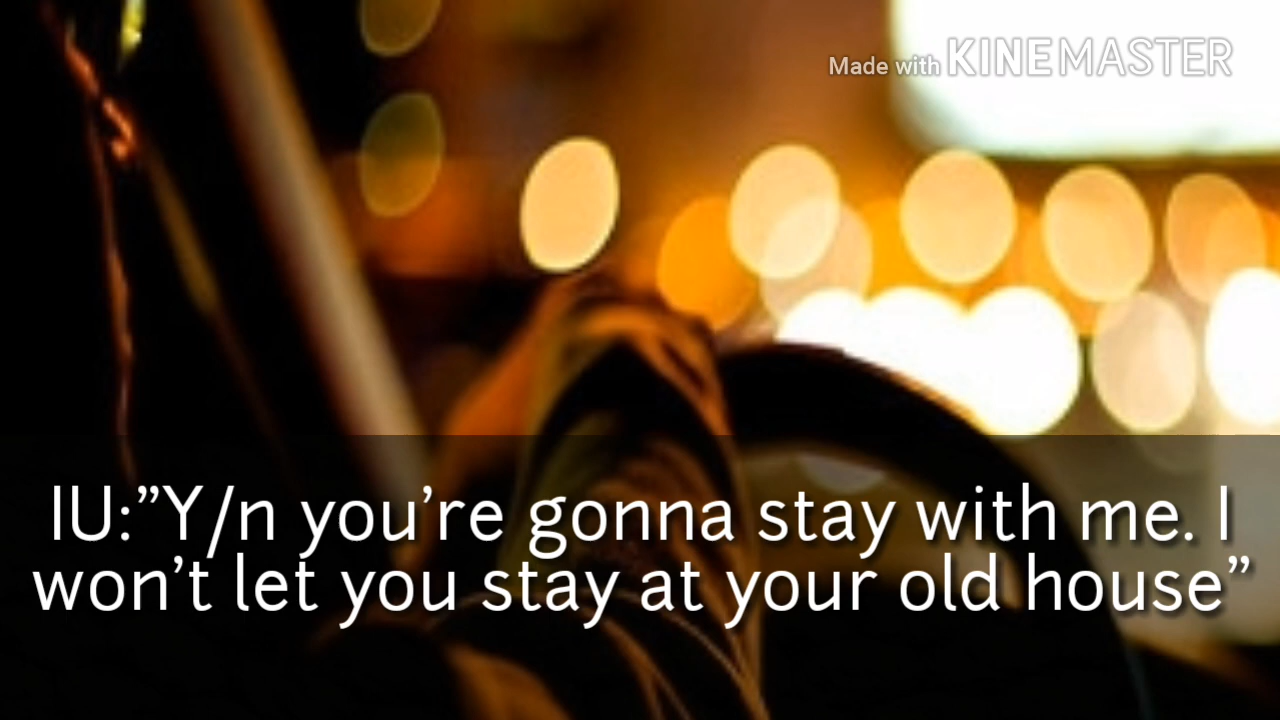 Made with KINEMASTER
IU:”Y/n you’re gonna stay with me. I
won’t let you stay at your old house”